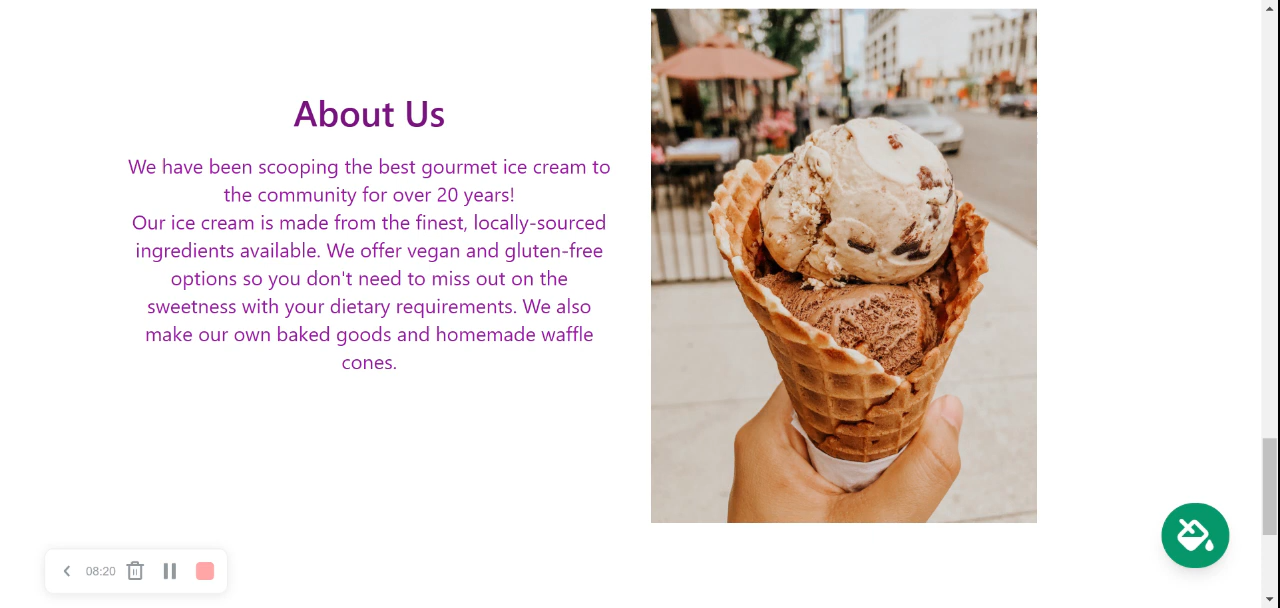 About Us
We have been scooping the best gourmet ice cream to
the community for over 20 years!
Our ice cream is made from the finest, locally-sourced
ingredients available. We offer vegan and gluten-free
options so you don't need to miss out on the
sweetness with your dietary requirements. We also
make our own baked goods and homemade waffle
cones.
08:20